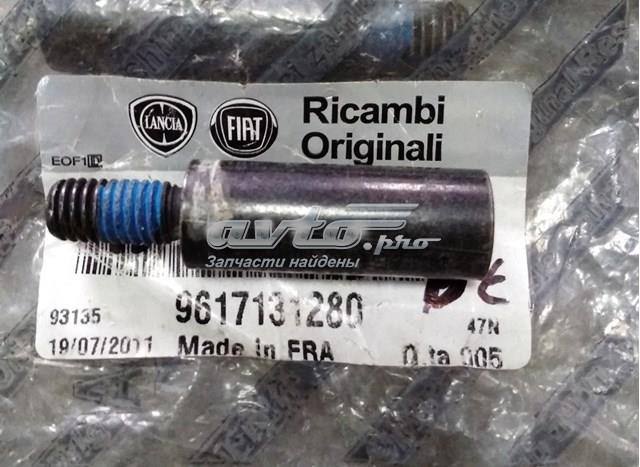 LANCIA
FIAT
Ricambi
Originali
EOF1
avto.pro
Запчасти найдены
93135
9617131280
47N
19/07/2011
Made in FRA
Q.ta 005